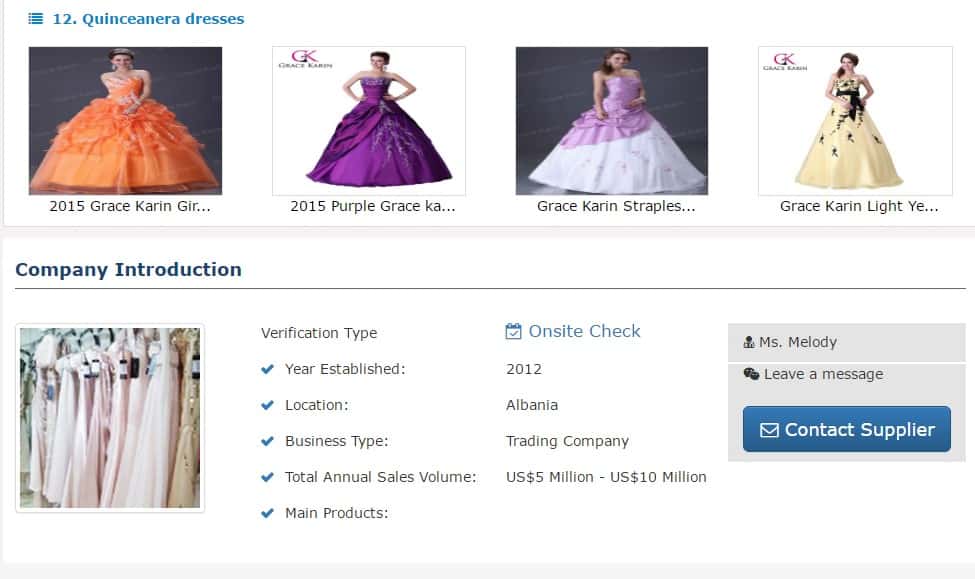 12. Quinceanera dresses
GK
GRACE KARIN
GK
GRACE KARIN
2015 Grace Karin Gir...
2015 Purple Grace ka...
Grace Karin Straples...
Grace Karin Light Ye...
Company Introduction
Verification Type
Onsite Check
Year Established:
2012
Location:
Albania
Business Type:
Trading Company
Total Annual Sales Volume:
US$5 Million - US$10 Million
Main Products:
Ms. Melody
Leave a message
Contact Supplier